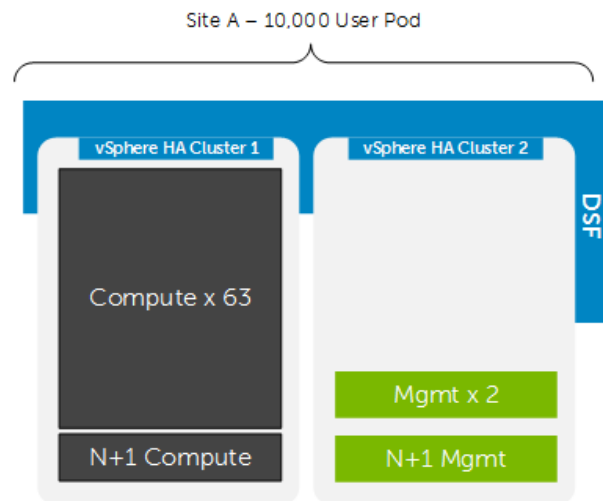 Site A – 10,000 User Pod
vSphere HA Cluster 1
vSphere HA Cluster 2
DSF
Compute x 63
Mgmt x 2
N+1 Compute
N+1 Mgmt